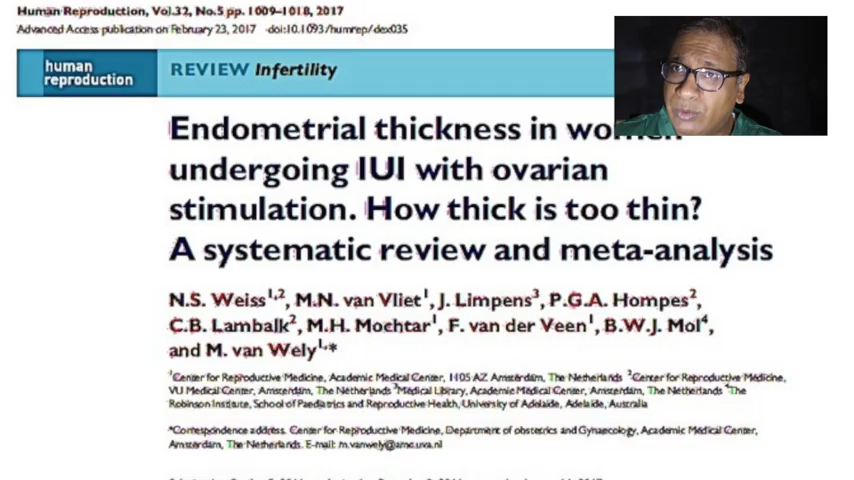 Human Reproduction, Vol.32, No.5 pp. 1009–1018, 2017
Advanced Access publication on February 23, 2017 doi:10.1093/humrep/dex035
human
reproduction
REVIEW Infertility
Endometrial thickness in women
undergoing IUI with ovarian
stimulation. How thick is too thin?
A systematic review and meta-analysis
N.S. Weiss1,2, M.N. van Vliet1, J. Limpens3, P.G.A. Hompes2,
C.B. Lambalk2, M.H. Mochtar1, F. van der Veen1, B.W.J. Mol4,
and M. van Wely1,*
1Center for Reproductive Medicine, Academic Medical Center, 1105 AZ Amsterdam, The Netherlands 2Center for Reproductive Medicine,
VU Medical Center, Amsterdam, The Netherlands 3Medical Library, Academic Medical Center, Amsterdam, The Netherlands 4The
Robinson Institute, School of Paediatrics and Reproductive Health, University of Adelaide, Adelaide, Australia
*Correspondence address. Center for Reproductive Medicine, Department of obstetrics and Gynaecology, Academic Medical Center,
Amsterdam, The Netherlands. E-mail: m.vanwely@amc.uva.nl